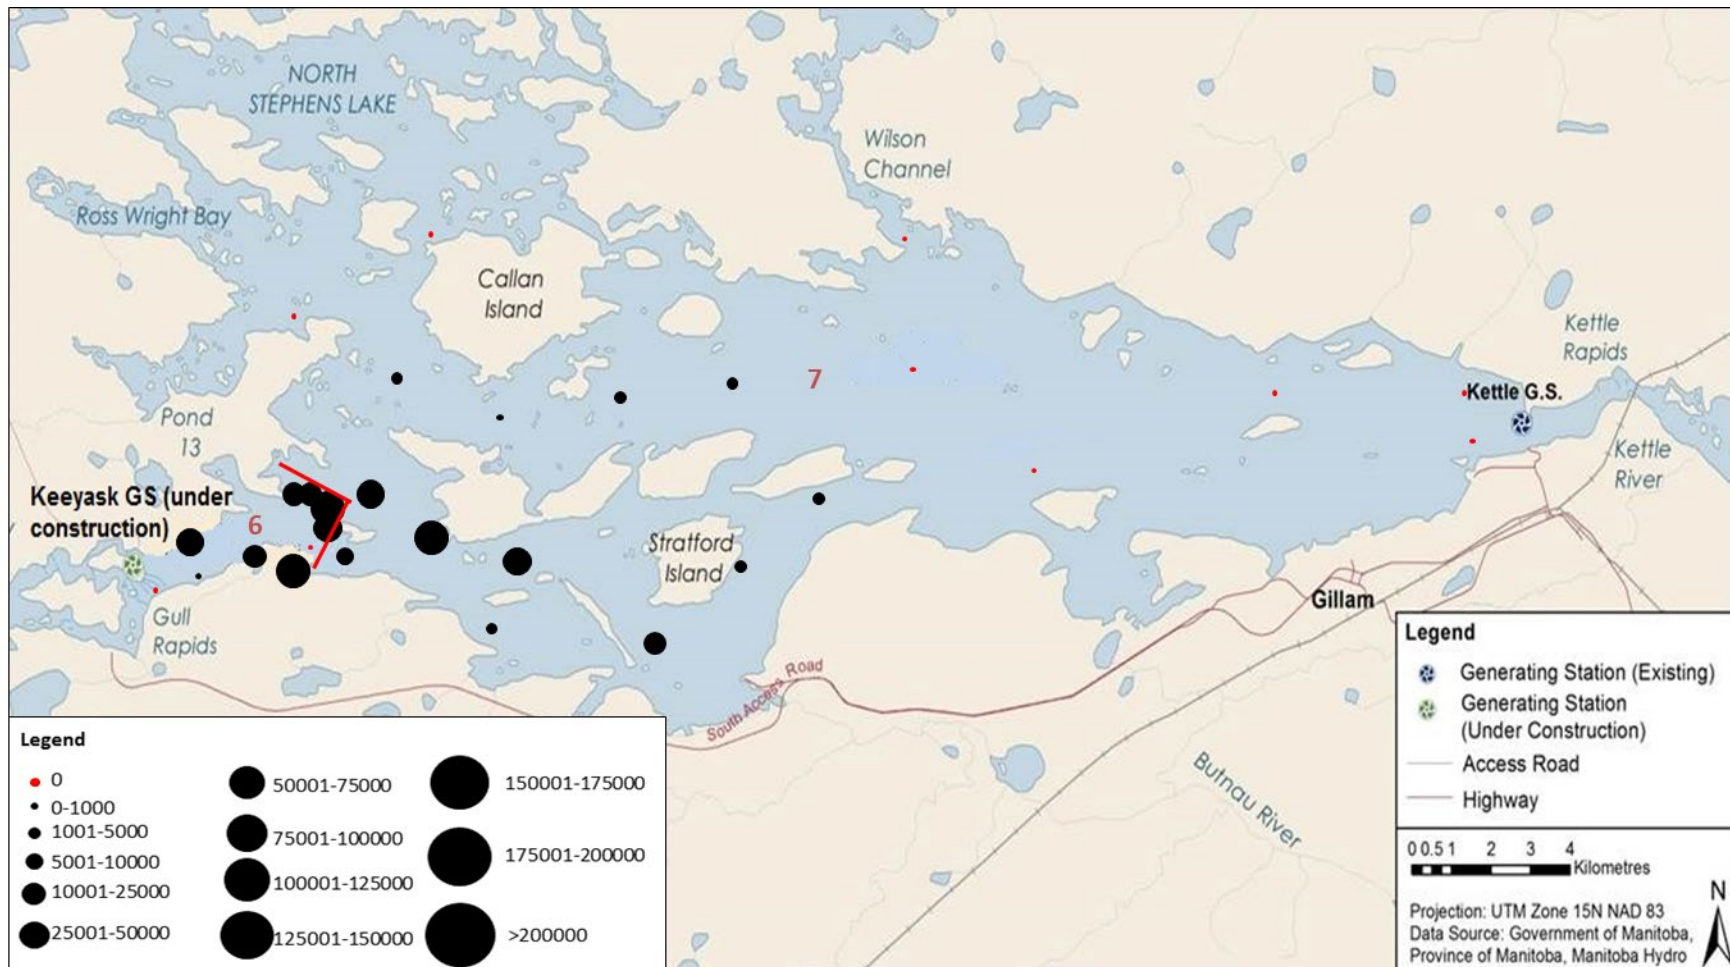 NORTH
STEPHENS LAKE
Wilson
Channel
Ross Wright Bay
Callan
Island
Kettle
Rapids
7
Kettle G.S.
Pond
13
Kettle
River
Keeyask GS (under
construction)
6
Stratford
Island
Gillam
Gull
Rapids
South Access Road
Butnau River
Legend
0
0-1000
1001-5000
5001-10000
10001-25000
25001-50000
50001-75000
75001-100000
100001-125000
125001-150000
150001-175000
175001-200000
>200000
Legend
Generating Station (Existing)
Generating Station
(Under Construction)
Access Road
Highway
0 0.5 1 2 3 4
Kilometres
N
Projection: UTM Zone 15N NAD 83
Data Source: Government of Manitoba,
Province of Manitoba, Manitoba Hydro